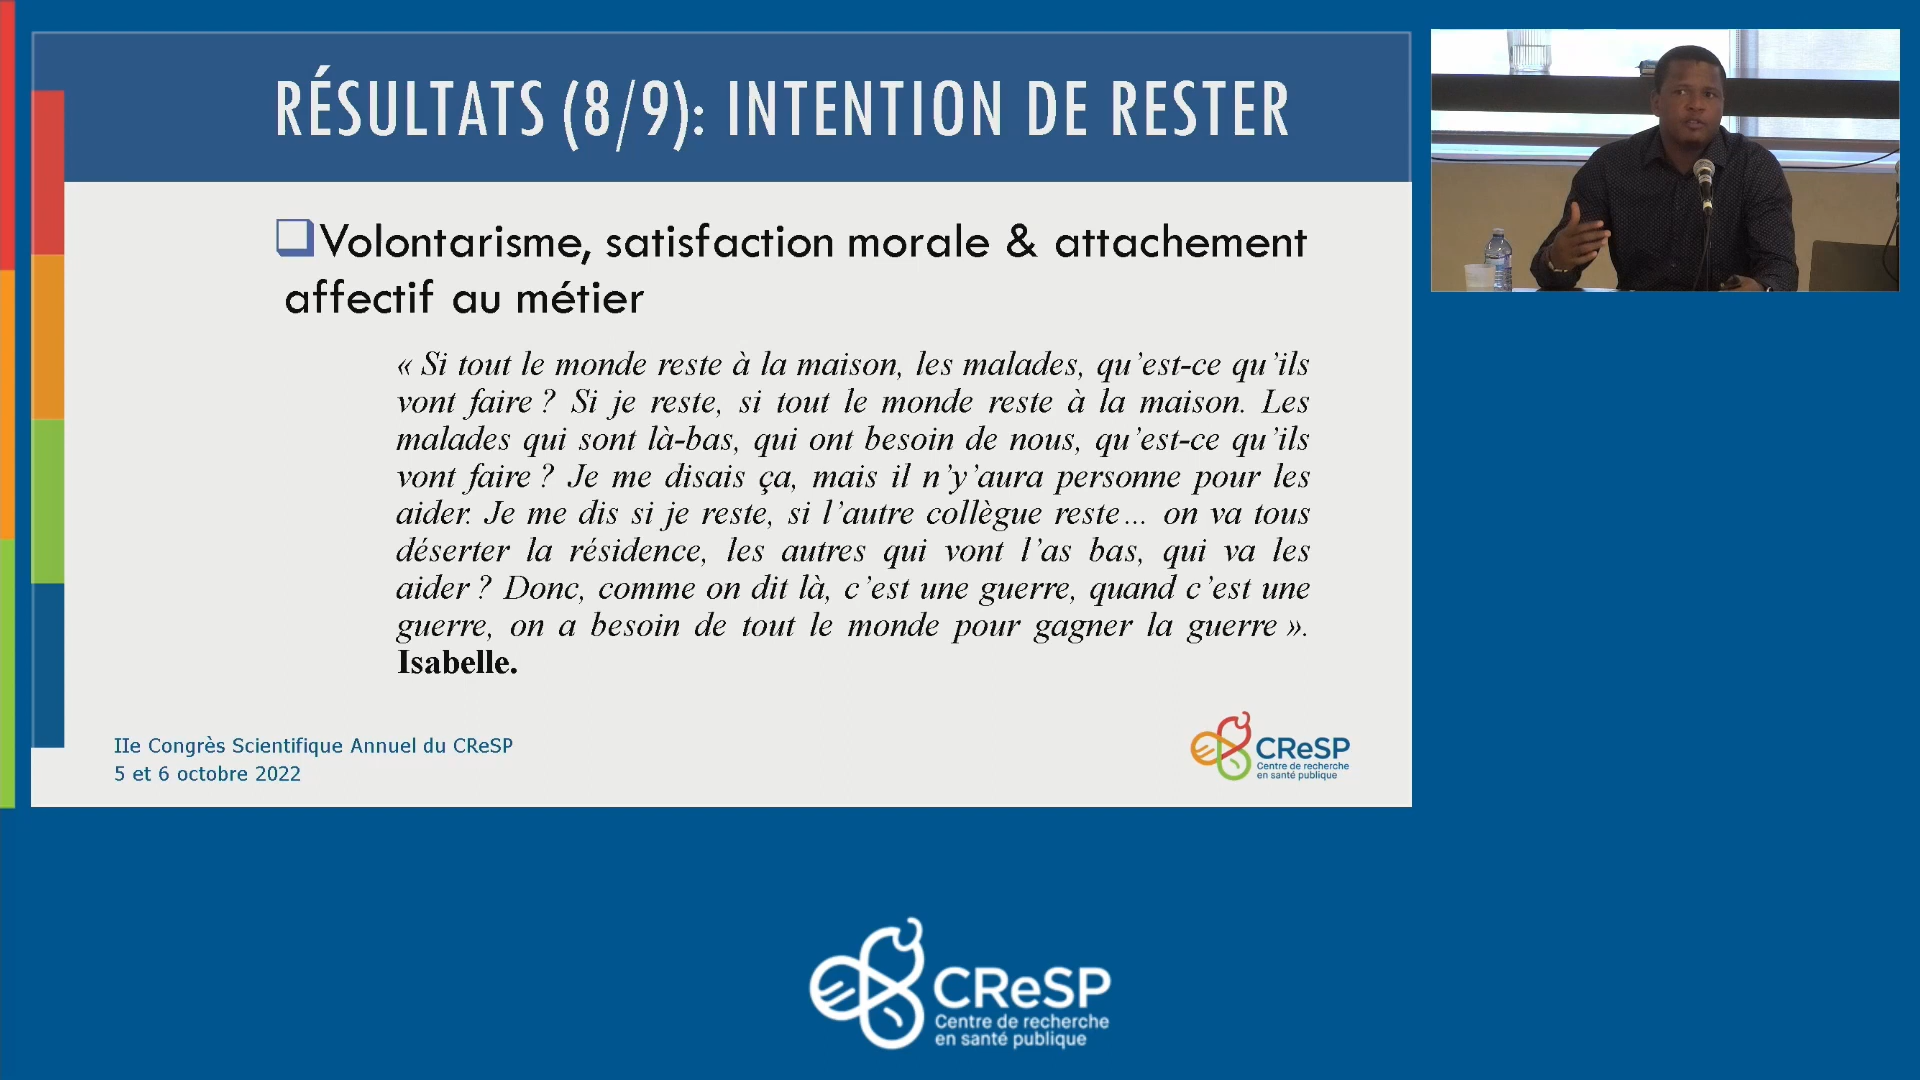 RÉSULTATS (8/9): INTENTION DE RESTER
Volontarisme, satisfaction morale & attachement
affectif au métier
« Si tout le monde reste à la maison, les malades, qu’est-ce qu’ils
vont faire ? Si je reste, si tout le monde reste à la maison. Les
malades qui sont là-bas, qui ont besoin de nous, qu’est-ce qu’ils
vont faire ? Je me disais ça, mais il n’y’aura personne pour les
aider. Je me dis si je reste, si l’autre collègue reste… on va tous
déserter la résidence, les autres qui vont l’as bas, qui va les
aider ? Donc, comme on dit là, c’est une guerre, quand c’est une
guerre, on a besoin de tout le monde pour gagner la guerre ».
Isabelle.
IIe Congrès Scientifique Annuel du CReSP
5 et 6 octobre 2022
CReSP
Centre de recherche
en santé publique
CReSP
Centre de recherche
en santé publique